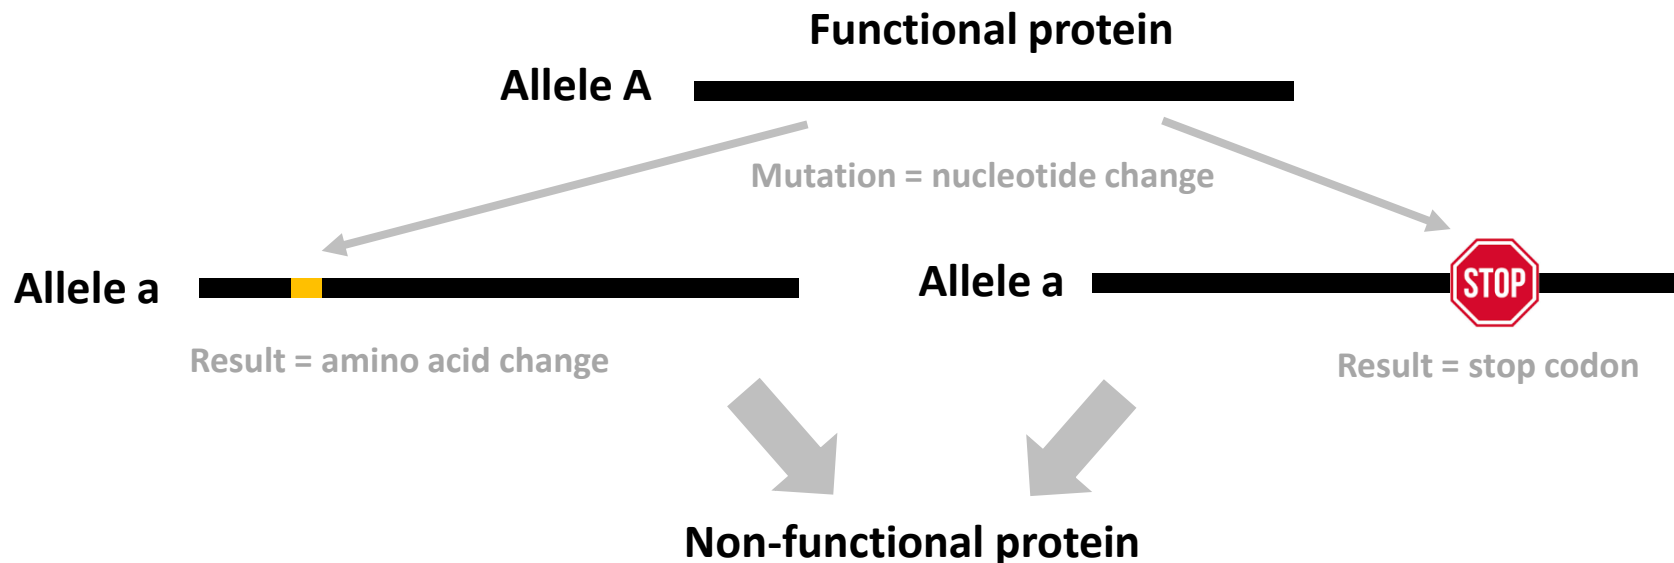 Functional protein
Allele A
Mutation = nucleotide change
Allele a
Allele a
STOP
Result = amino acid change
Result = stop codon
Non-functional protein